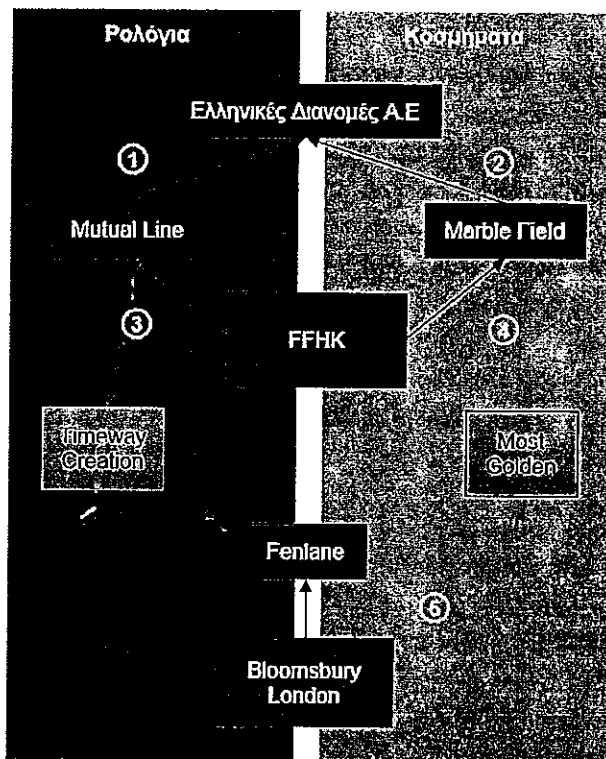 Ρολόγια
Κοσμήματα
Ελληνικές Διανομές Α.Ε
1
2
Mutual Line
Marble Field
3
FFHK
4
Timeway
Creation
Most
Golden
Fenlane
6
Bloomsbury
London